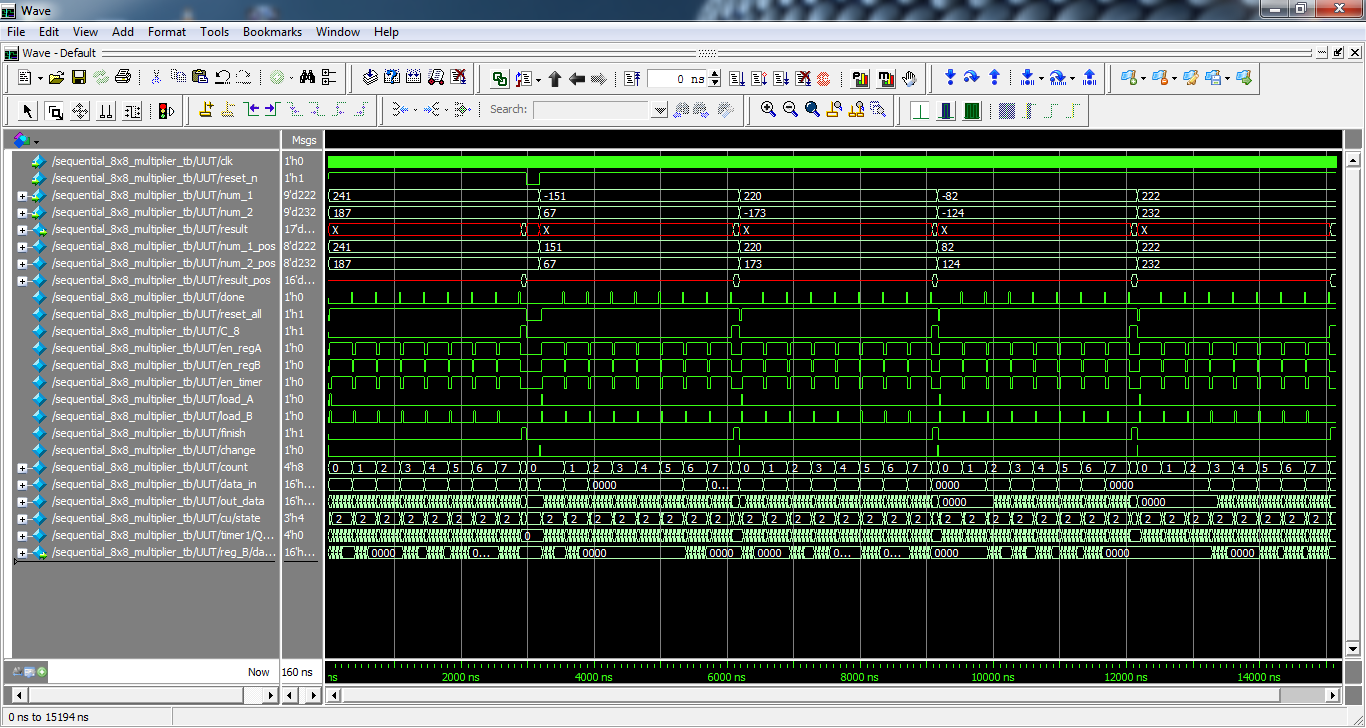 Wave
File Edit View Add Format Tools Bookmarks Window Help
Wave - Default
0 ns
Search:
Msgs
/sequential_8x8_multiplier_tb/UUT/clk 1'h0
/sequential_8x8_multiplier_tb/UUT/reset_n 1'h1
/sequential_8x8_multiplier_tb/UUT/num_1 9'd222 241 -151 220 -82 222
/sequential_8x8_multiplier_tb/UUT/num_2 9'd232 187 67 -173 -124 232
/sequential_8x8_multiplier_tb/UUT/result 17'd... X X X X X
/sequential_8x8_multiplier_tb/UUT/num_1_pos 8'd222 241 151 220 82 222
/sequential_8x8_multiplier_tb/UUT/num_2_pos 8'd232 187 67 173 124 232
/sequential_8x8_multiplier_tb/UUT/result_pos 16'd...
/sequential_8x8_multiplier_tb/UUT/done 1'h0
/sequential_8x8_multiplier_tb/UUT/reset_all 1'h1
/sequential_8x8_multiplier_tb/UUT/C_8 1'h1
/sequential_8x8_multiplier_tb/UUT/en_regA 1'h0
/sequential_8x8_multiplier_tb/UUT/en_regB 1'h0
/sequential_8x8_multiplier_tb/UUT/en_timer 1'h0
/sequential_8x8_multiplier_tb/UUT/load_A 1'h0
/sequential_8x8_multiplier_tb/UUT/load_B 1'h0
/sequential_8x8_multiplier_tb/UUT/finish 1'h1
/sequential_8x8_multiplier_tb/UUT/change 1'h0
/sequential_8x8_multiplier_tb/UUT/count 4'h8 0 1 2 3 4 5 6 7 0 1 2 3 4 5 6 7 0 1 2 3 4 5 6 7 0 1 2 3 4 5 6 7 0 1 2 3 4 5 6 7
/sequential_8x8_multiplier_tb/UUT/data_in 16'h... 0000 0... 0000 0000
/sequential_8x8_multiplier_tb/UUT/out_data 16'h... 0000 0000
/sequential_8x8_multiplier_tb/UUT/cu/state 3'h4 2 2 2 2 2 2 2 2 2 2 2 2 2 2 2 2 2 2 2 2 2 2 2 2 2 2 2 2 2 2 2 2 2 2 2 2 2 2 2 2
/sequential_8x8_multiplier_tb/UUT/timer1/Q... 4'h0 0
/sequential_8x8_multiplier_tb/UUT/reg_B/da... 16'h... 0000 0... 0000 0000 0000 0... 0... 0000 0000 0000
Now 160 ns
ns 2000 ns 4000 ns 6000 ns 8000 ns 10000 ns 12000 ns 14000 ns
0 ns to 15194 ns